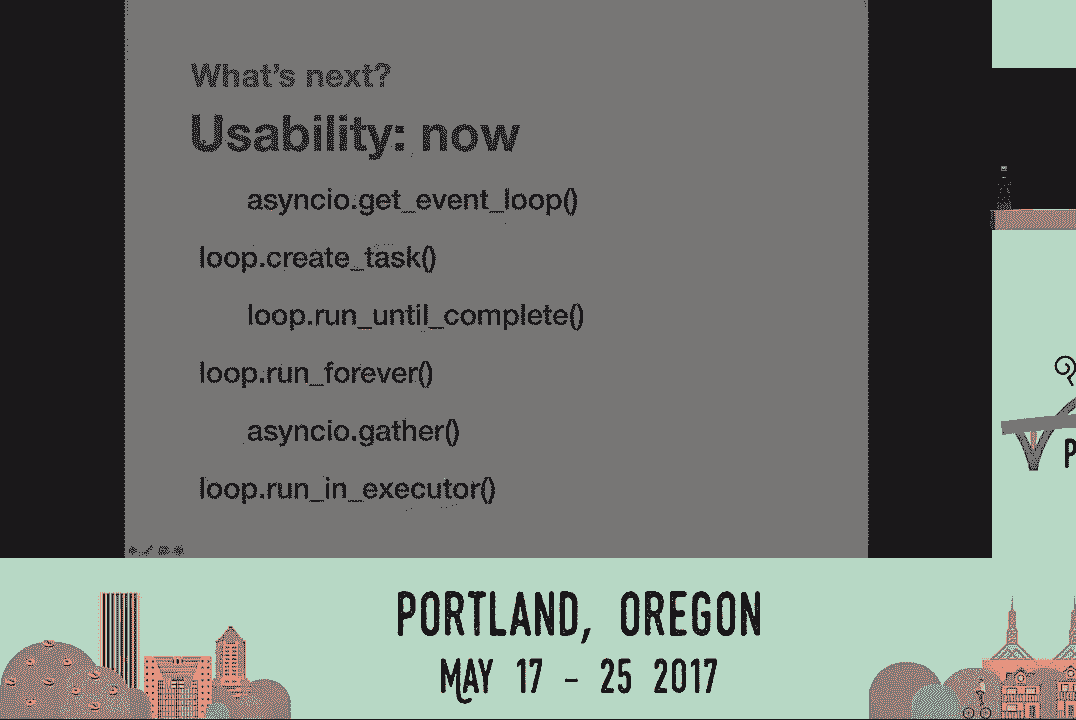 What's next?
Usability: now
asyncio.get_event_loop()
loop.create_task()
loop.run_until_complete()
loop.run_forever()
asyncio.gather()
loop.run_in_executor()
PORTLAND, OREGON
MAY 17 - 25 2017
P